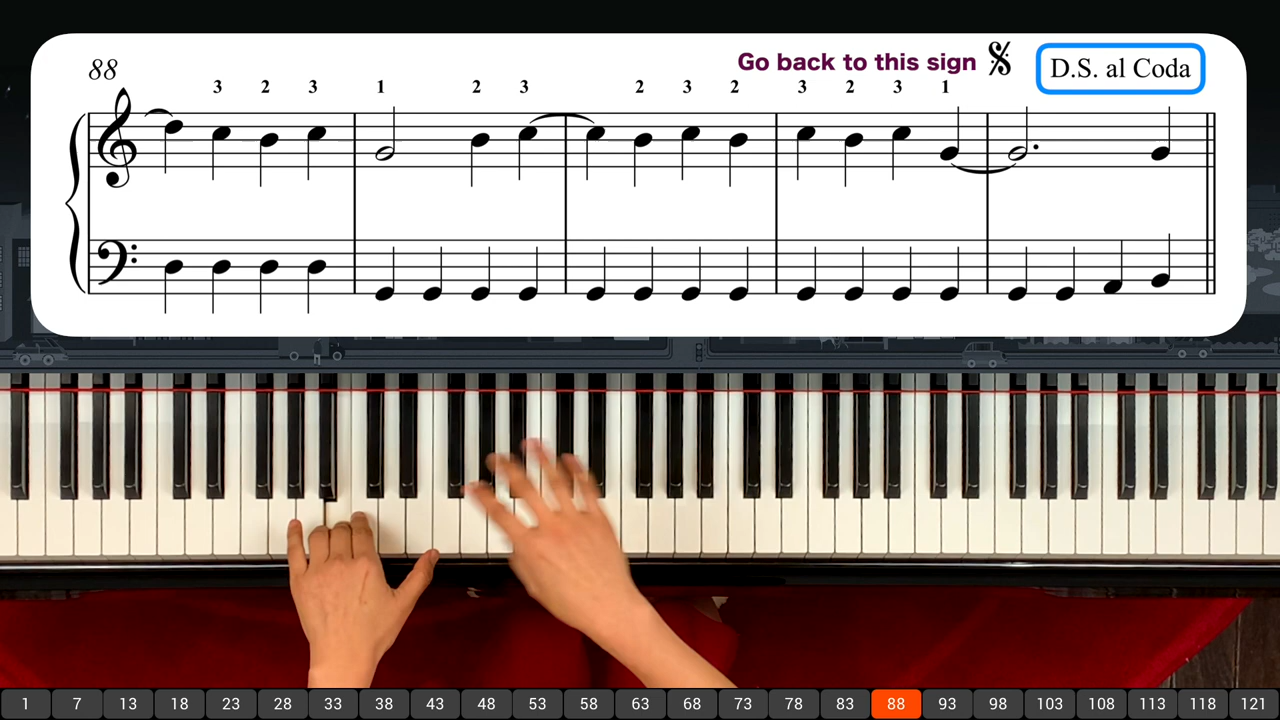 88
Go back to this sign
D.S. al Coda
3 2 3 1 2 3 2 3 2 3 2 3 1
1 7 13 18 23 28 33 38 43 48 53 58 63 68 73 78 83 88 93 98 103 108 113 118 121